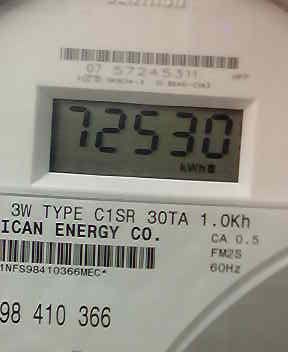 07 57245311
72530
kWh
3W TYPE C1SR 30TA 1.0Kh
ICAN ENERGY CO.
CA 0.5
FM2S
60Hz
1NFS98410366MEC*
98 410 366